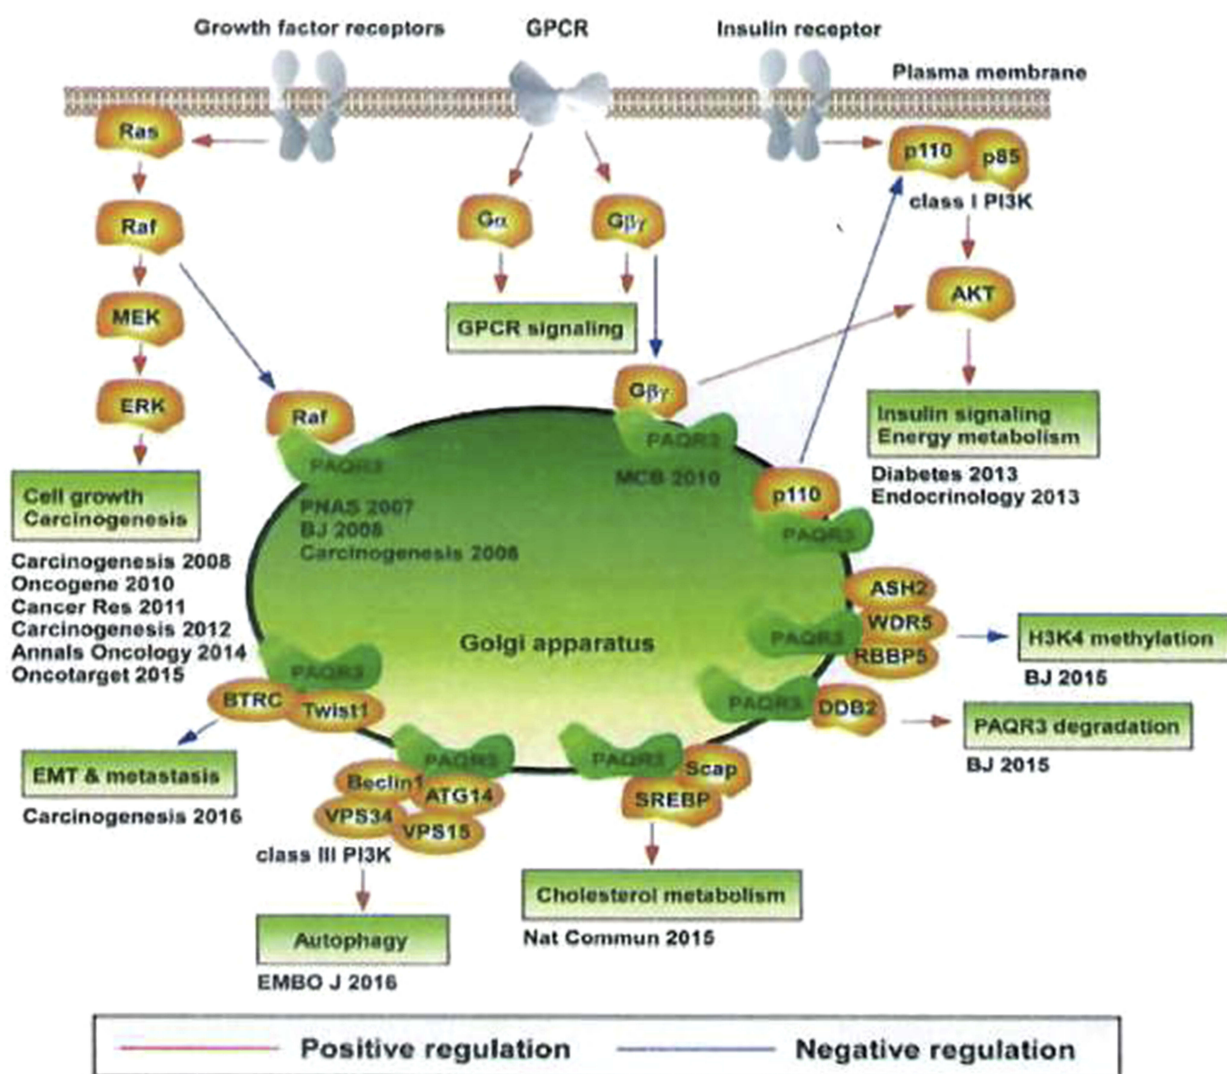 Growth factor receptors
GPCR
Insulin receptor
Plasma membrane
Ras
p110
p85
class I PI3K
Raf
Gα
Gβγ
MEK
AKT
GPCR signaling
ERK
Raf
Gβγ
PAQR3
PAQR3
Insulin signaling
Energy metabolism
Diabetes 2013
Endocrinology 2013
MCB 2010
p110
PAQR3
Cell growth
Carcinogenesis
PNAS 2007
BJ 2008
Carcinogenesis 2008
Carcinogenesis 2008
Oncogene 2010
Cancer Res 2011
Carcinogenesis 2012
Annals Oncology 2014
Oncotarget 2015
Golgi apparatus
ASH2
WDR5
RBBP5
PAQR3
H3K4 methylation
BJ 2015
PAQR3
BTRC
Twist1
PAQR3
DDB2
PAQR3 degradation
BJ 2015
EMT & metastasis
Carcinogenesis 2016
PAQR3
Beclin1
ATG14
VPS34
VPS15
class III PI3K
PAQR3
Scap
SREBP
Cholesterol metabolism
Nat Commun 2015
Autophagy
EMBO J 2016
Positive regulation
Negative regulation